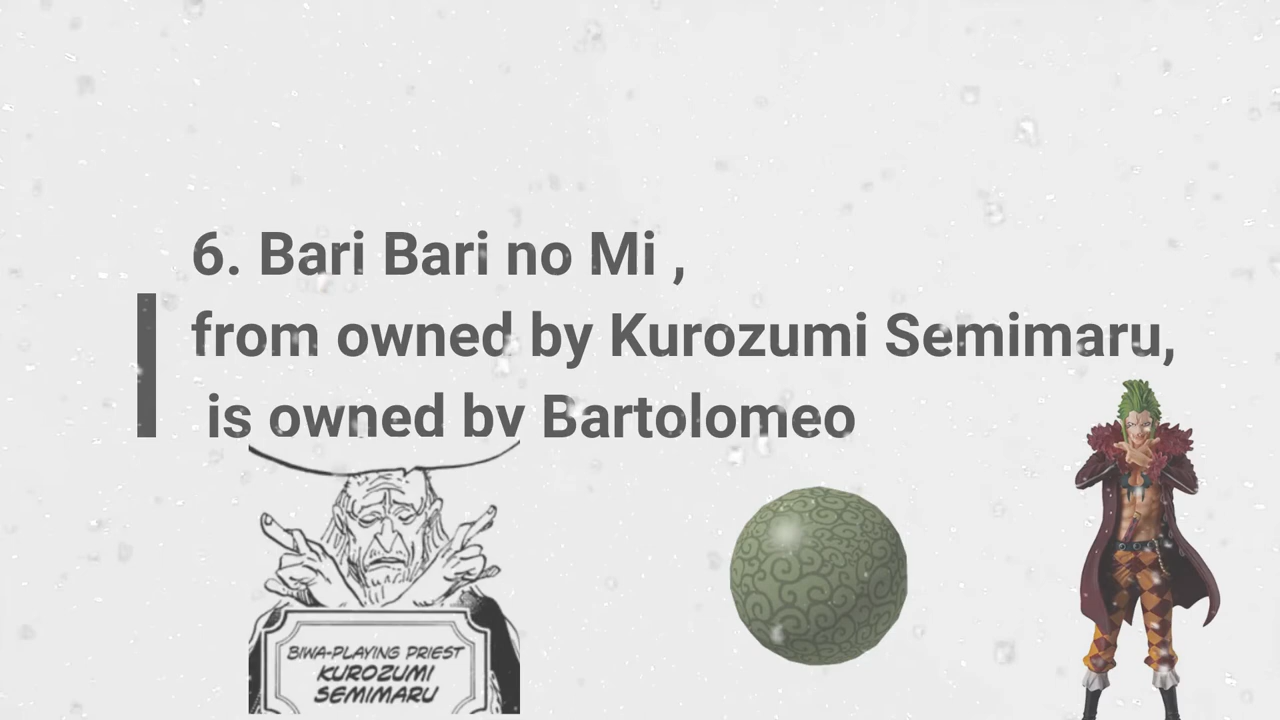 6. Bari Bari no Mi ,
from owned by Kurozumi Semimaru,
is owned by Bartolomeo
BIWA-PLAYING PRIEST
KUROZUMI
SEMIMARU